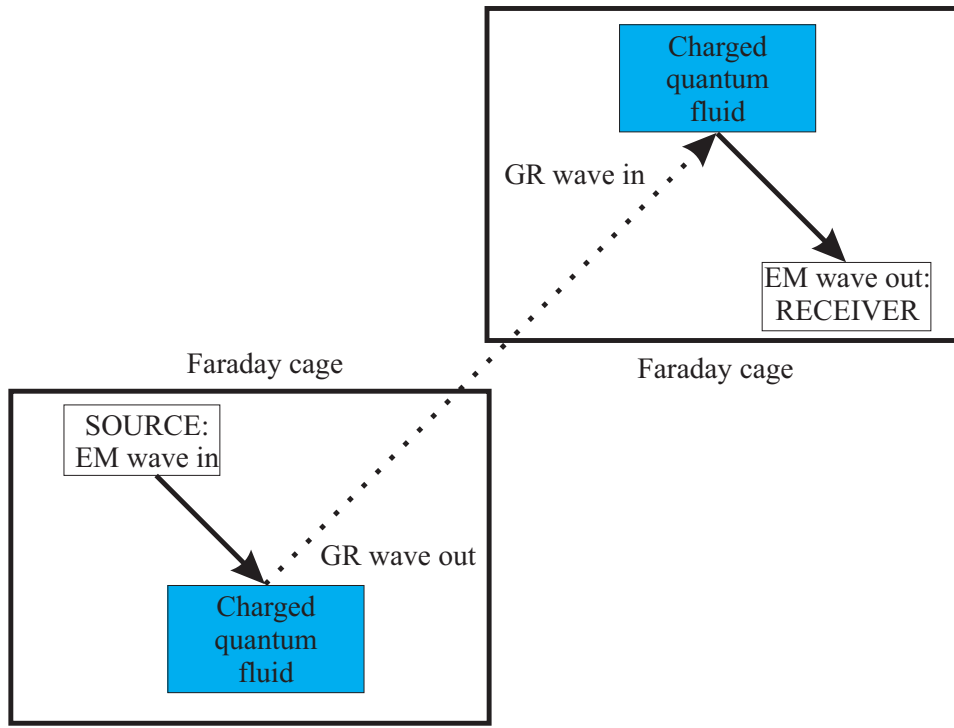 Charged
quantum
fluid
GR wave in
EM wave out:
RECEIVER
Faraday cage
Faraday cage
SOURCE:
EM wave in
GR wave out
Charged
quantum
fluid